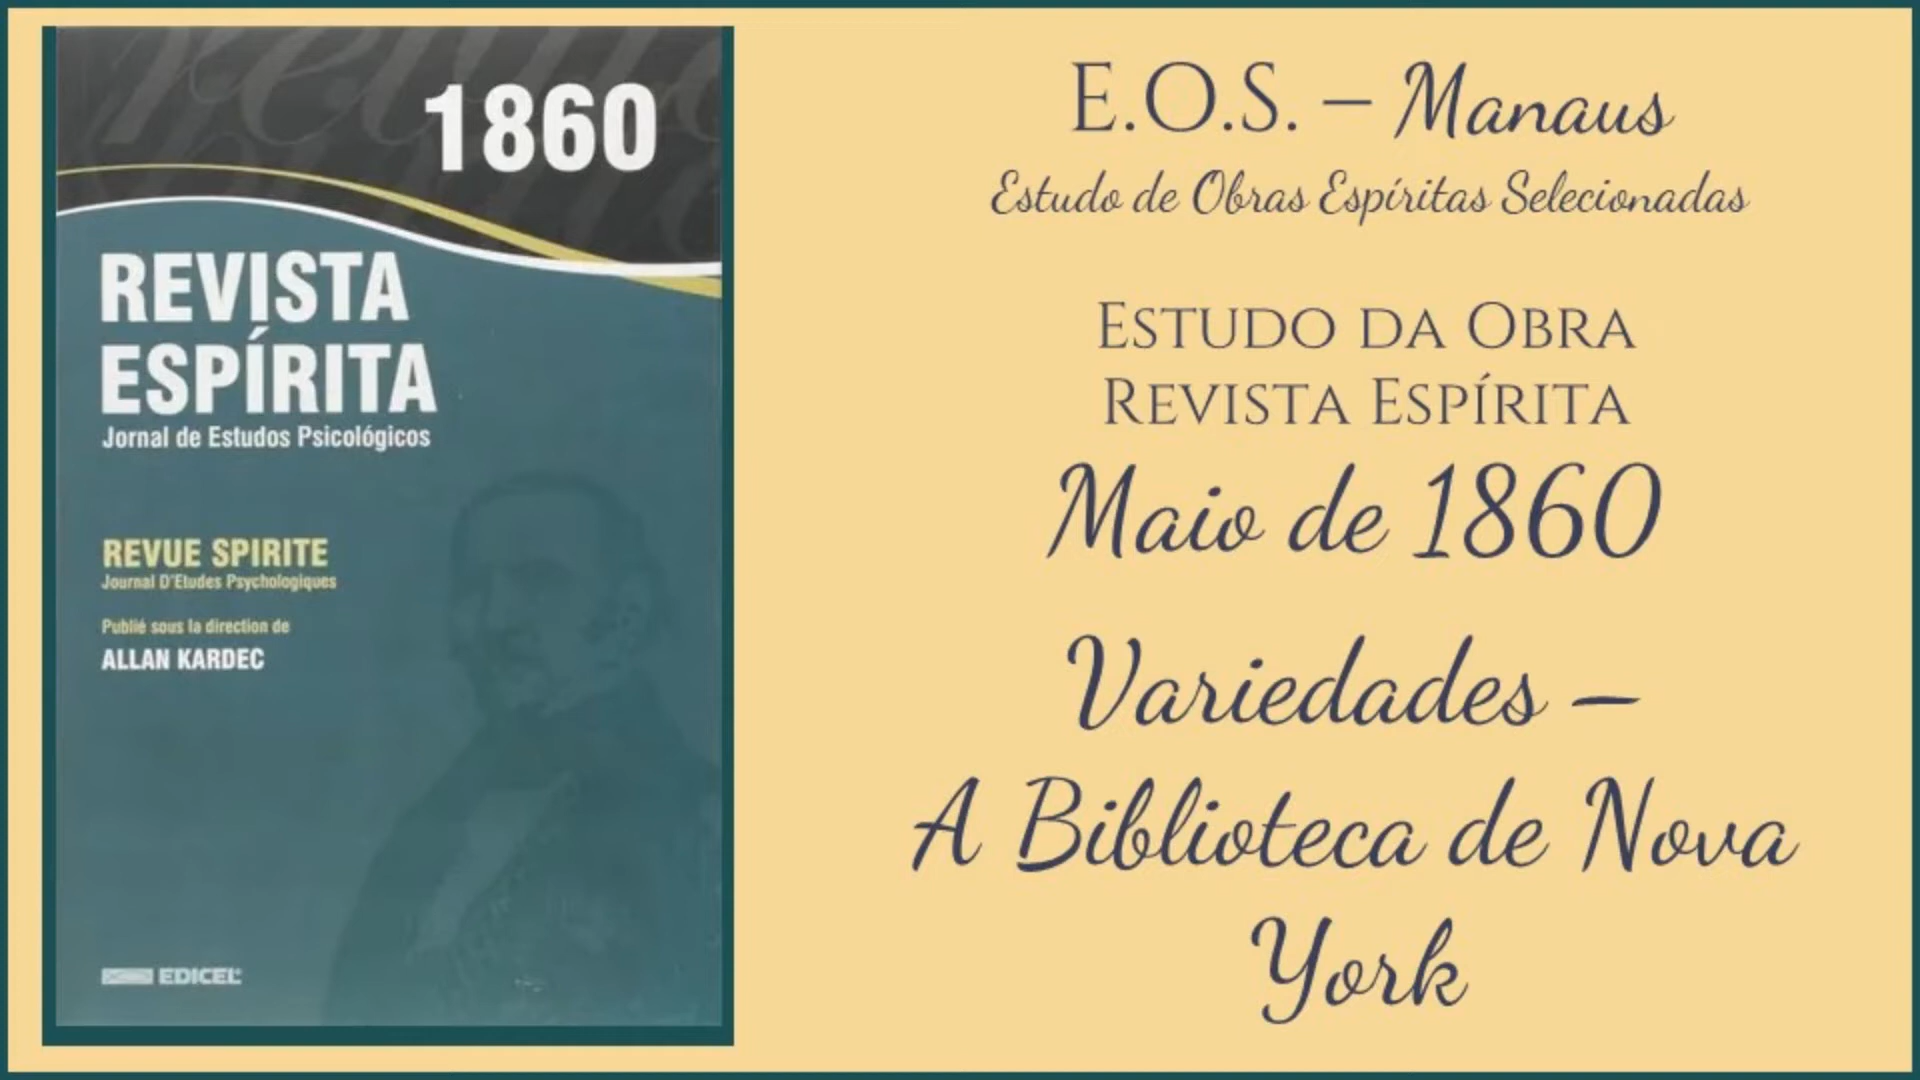 1860
REVISTA
ESPÍRITA
Jornal de Estudos Psicológicos
REVUE SPIRITE
Journal D'Etudes Psychologiques
Publié sous la direction de
ALLAN KARDEC
EDICEL
E.O.S. – Manaus
Estudo de Obras Espíritas Selecionadas
Estudo da Obra
Revista Espírita
Maio de 1860
Variedades –
A Biblioteca de Nova
York